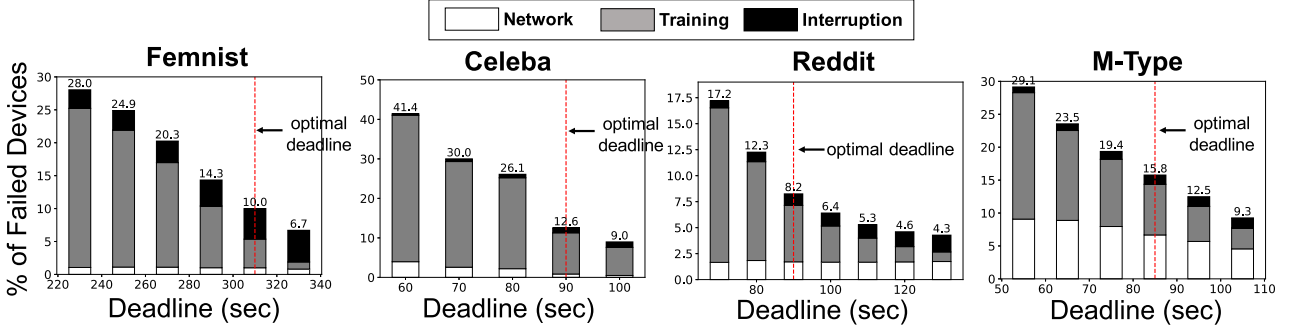 Network Training Interruption
Femnist
% of Failed Devices
30
25
20
15
10
5
0
28.0
24.9
20.3
14.3
10.0
6.7
optimal
deadline
220 240 260 280 300 320 340
Deadline (sec)
Celeba
50
40
30
20
10
0
41.4
30.0
26.1
12.6
9.0
optimal
deadline
60 70 80 90 100
Deadline (sec)
Reddit
17.5
15.0
12.5
10.0
7.5
5.0
2.5
0.0
17.2
12.3
8.2
6.4
5.3
4.6
4.3
optimal deadline
80 100 120
Deadline (sec)
M-Type
30
25
20
15
10
5
0
29.1
23.5
19.4
15.8
12.5
9.3
optimal
deadline
50 60 70 80 90 100 110
Deadline (sec)